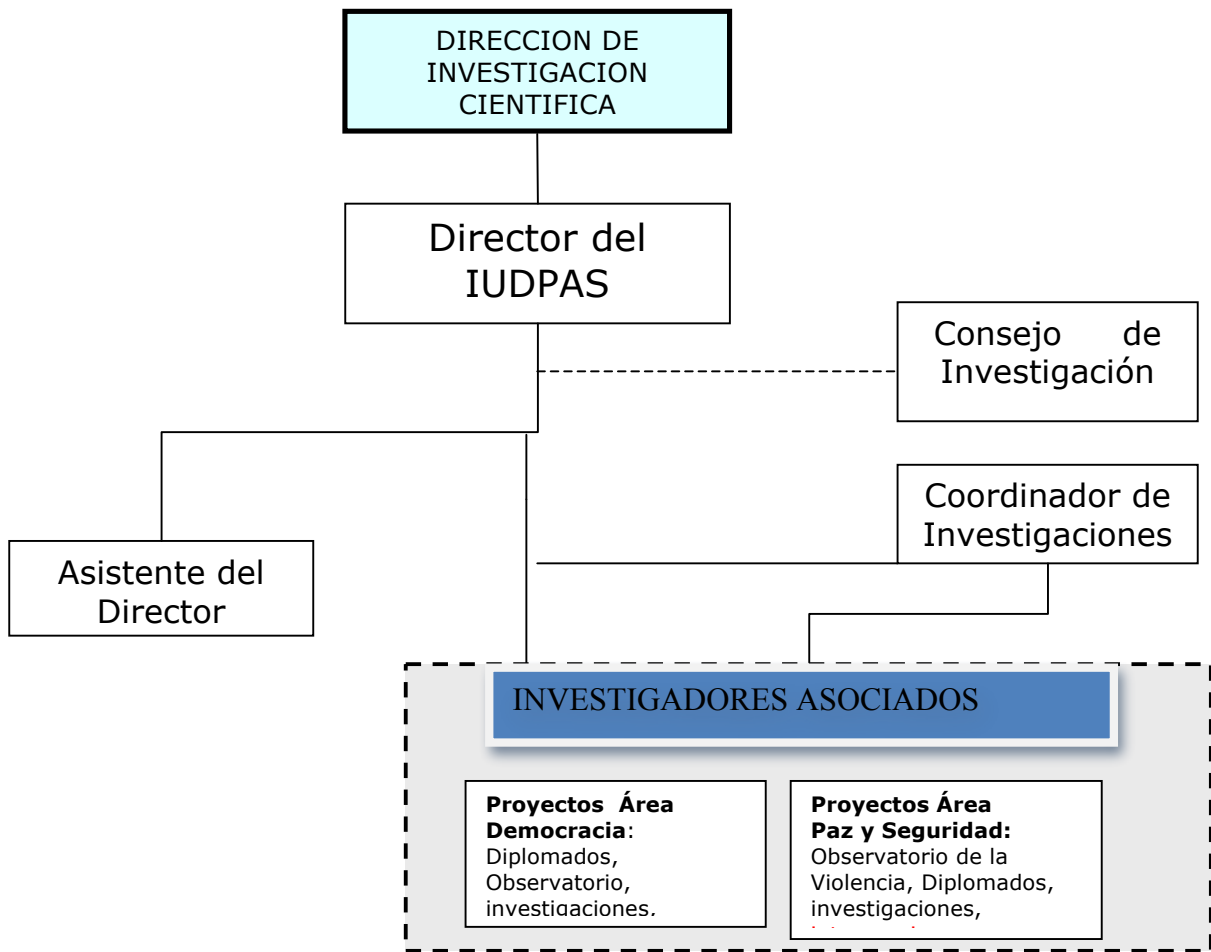 DIRECCION DE
INVESTIGACION
CIENTIFICA
Director del
IUDPAS
Consejo de
Investigación
Coordinador de
Investigaciones
Asistente del
Director
INVESTIGADORES ASOCIADOS
Proyectos Área
Democracia:
Diplomados,
Observatorio,
investigaciones.
Proyectos Área
Paz y Seguridad:
Observatorio de la
Violencia, Diplomados,
investigaciones,